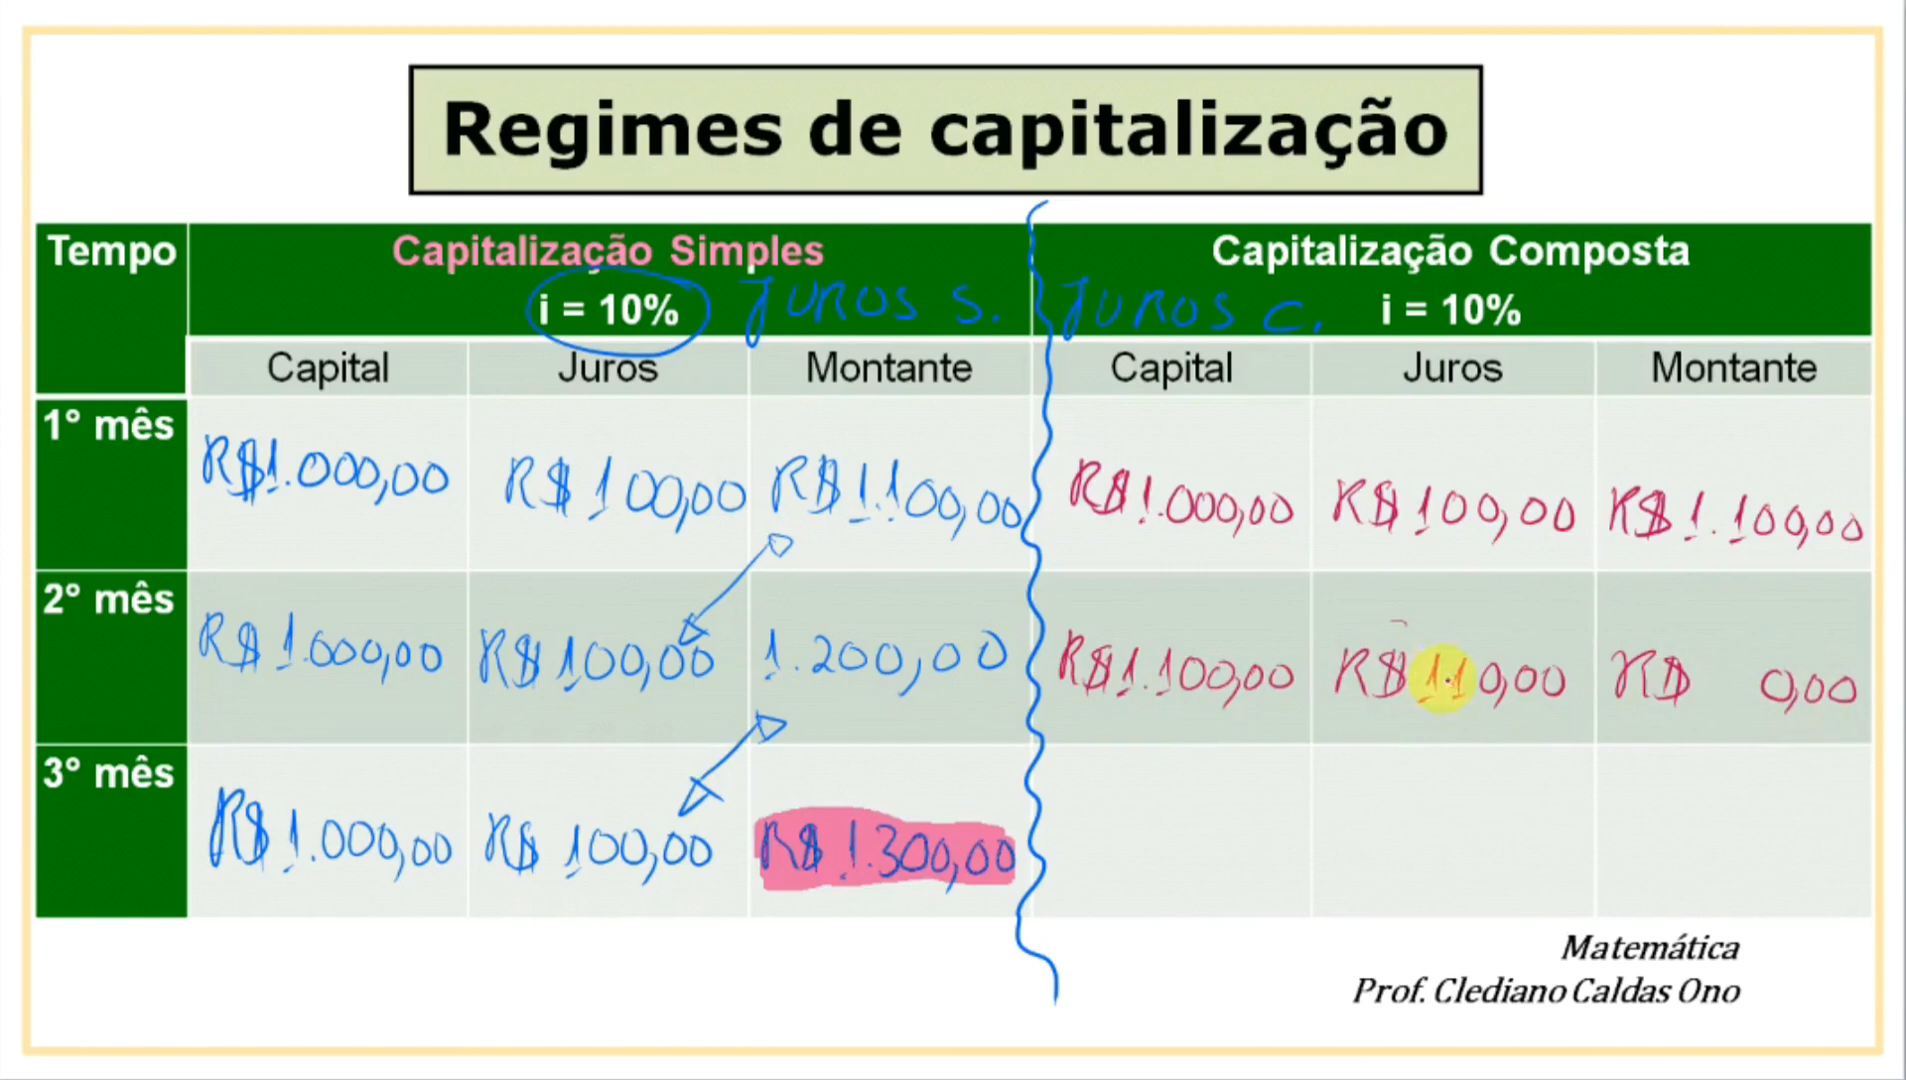 Regimes de capitalização
Tempo Capitalização Simples Capitalização Composta
i = 10% JUROS S. JUROS C. i = 10%
Capital Juros Montante Capital Juros Montante
1° mês R$1.000,00 R$ 100,00 R$ 1.100,00 R$ 1.000,00 R$ 100,00 R$ 1.100,00
2° mês R$ 1.000,00 R$ 100,00 1.200,00 R$ 1.100,00 R$ 110,00 R$ 0,00
3° mês R$ 1.000,00 R$ 100,00 R$ 1.300,00
Matemática
Prof. Clediano Caldas Ono